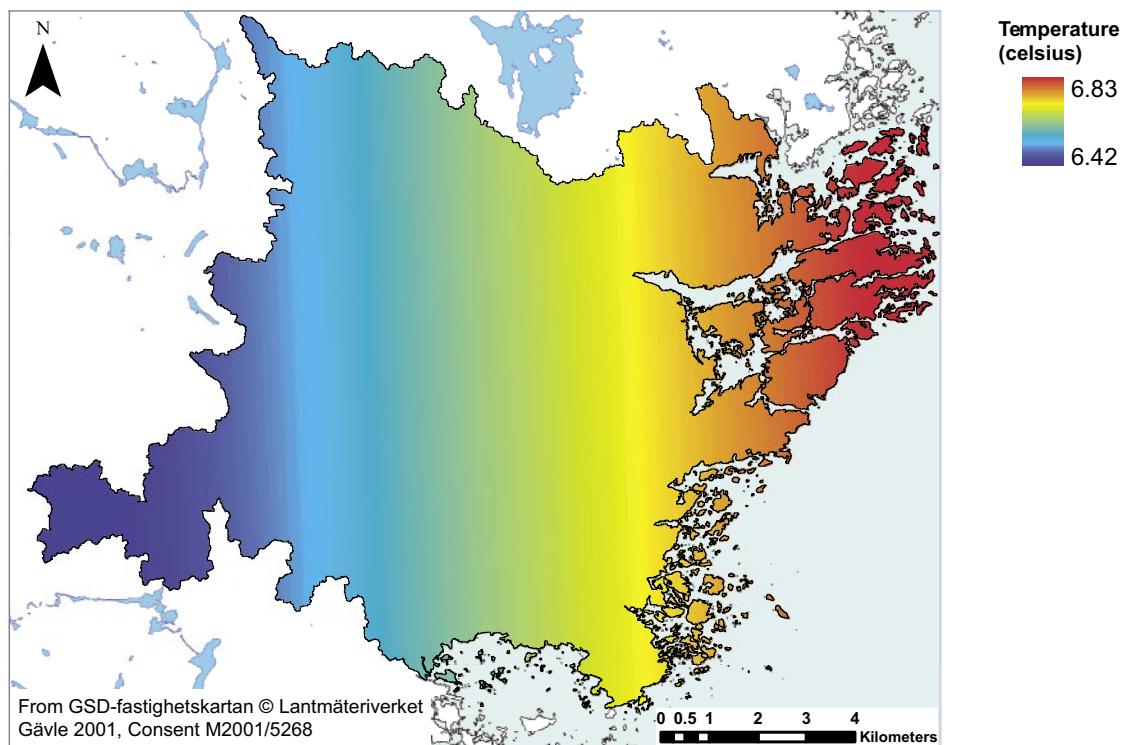 N
Temperature
(celsius)
6.83
6.42
From GSD-fastighetskartan © Lantmäteriverket
Gävle 2001, Consent M2001/5268
0 0.5 1 2 3 4
Kilometers